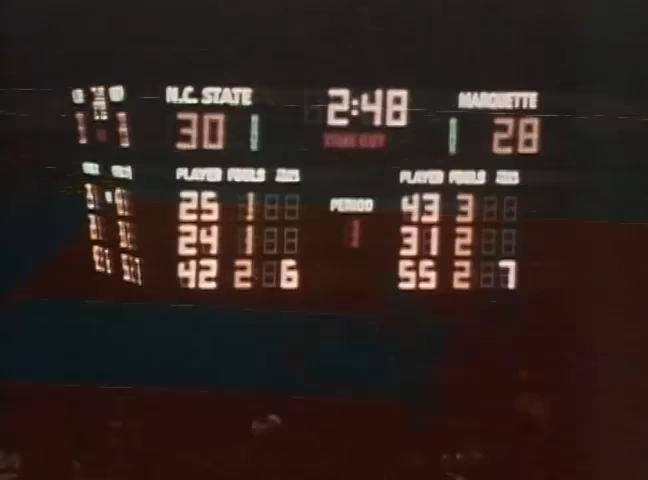 N.C. STATE 2:48 MARQUETTE
30 TIME OUT 28
PLAYER FOULS PLAYER FOULS
25 1 PERIOD 43 3
24 1 1 31 2
42 2 6 55 2 7